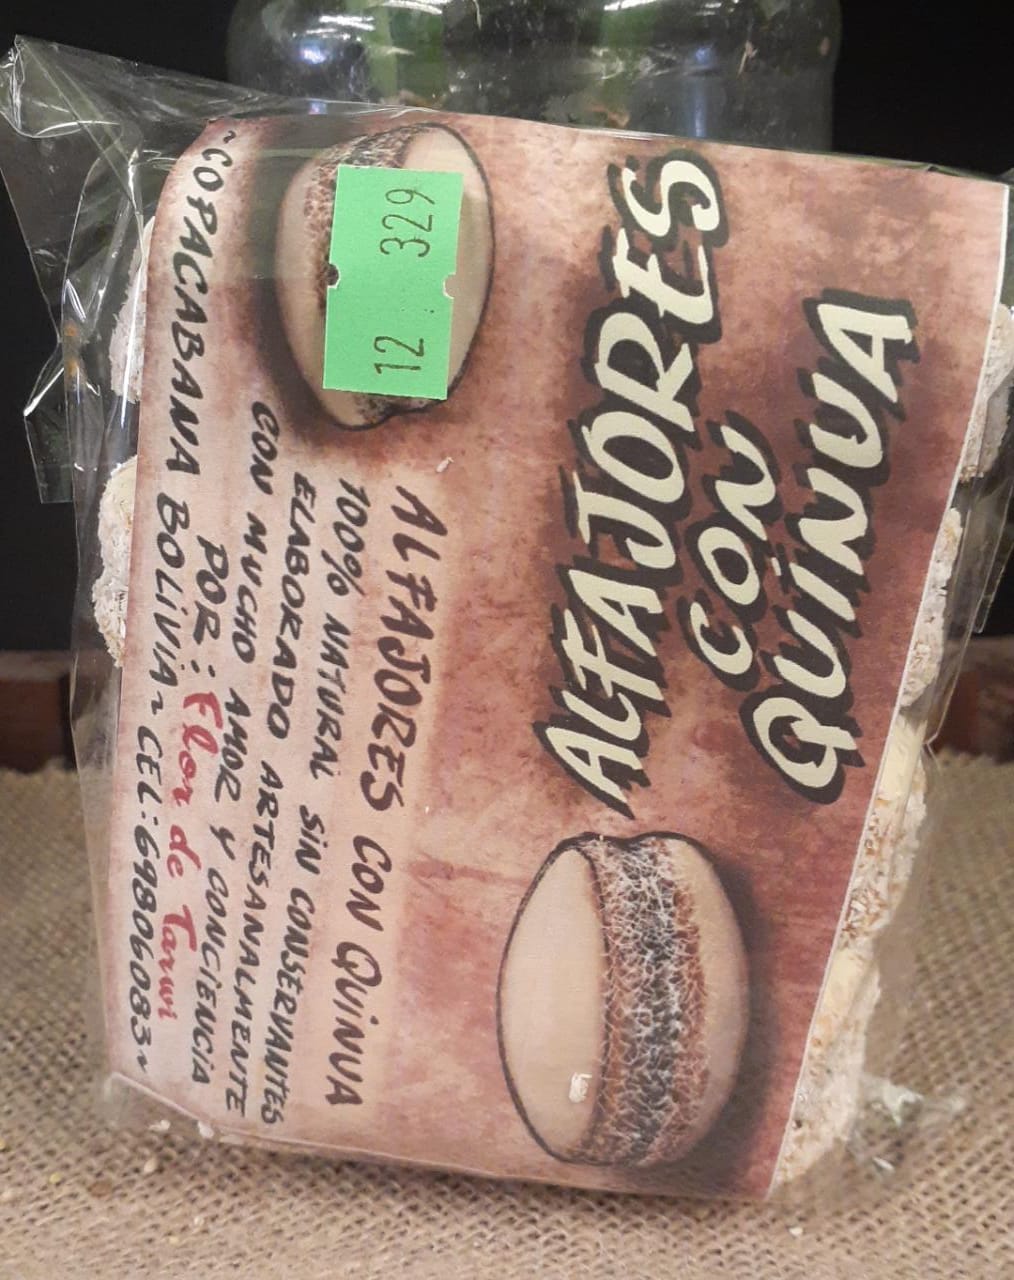 ALFAJORES
CON
QUINUA
12 329
ALFAJORES CON QUINUA
100% NATURAL SIN CONSERVANTES
ELABORADO ARTESANALMENTE
CON MUCHO AMOR Y CONCIENCIA
POR: Flor de Tanwi
~COPACABANA BOLIVIA~ CEL:69806083~